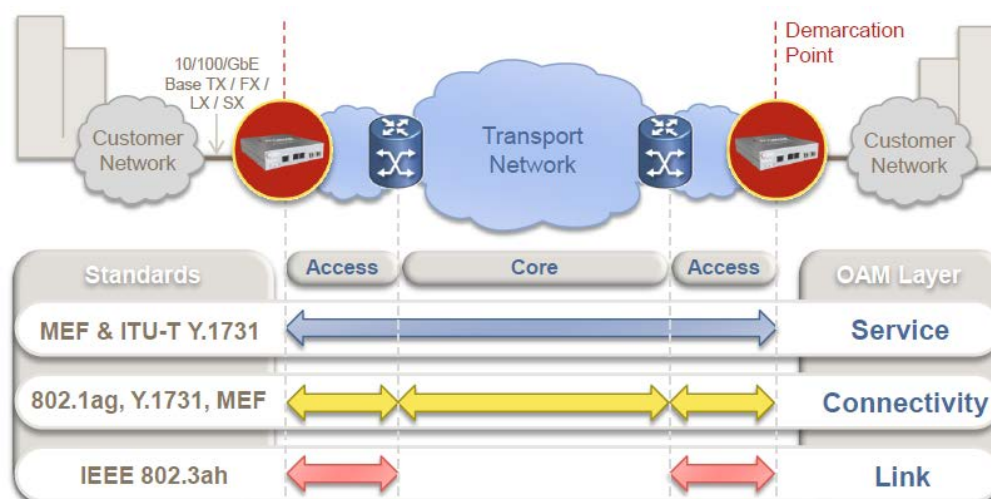 Demarcation
Point
10/100/GbE
Base TX / FX /
LX / SX
Customer
Network
Transport
Network
Customer
Network
Standards
Access
Core
Access
OAM Layer
MEF & ITU-T Y.1731
Service
802.1ag, Y.1731, MEF
Connectivity
IEEE 802.3ah
Link